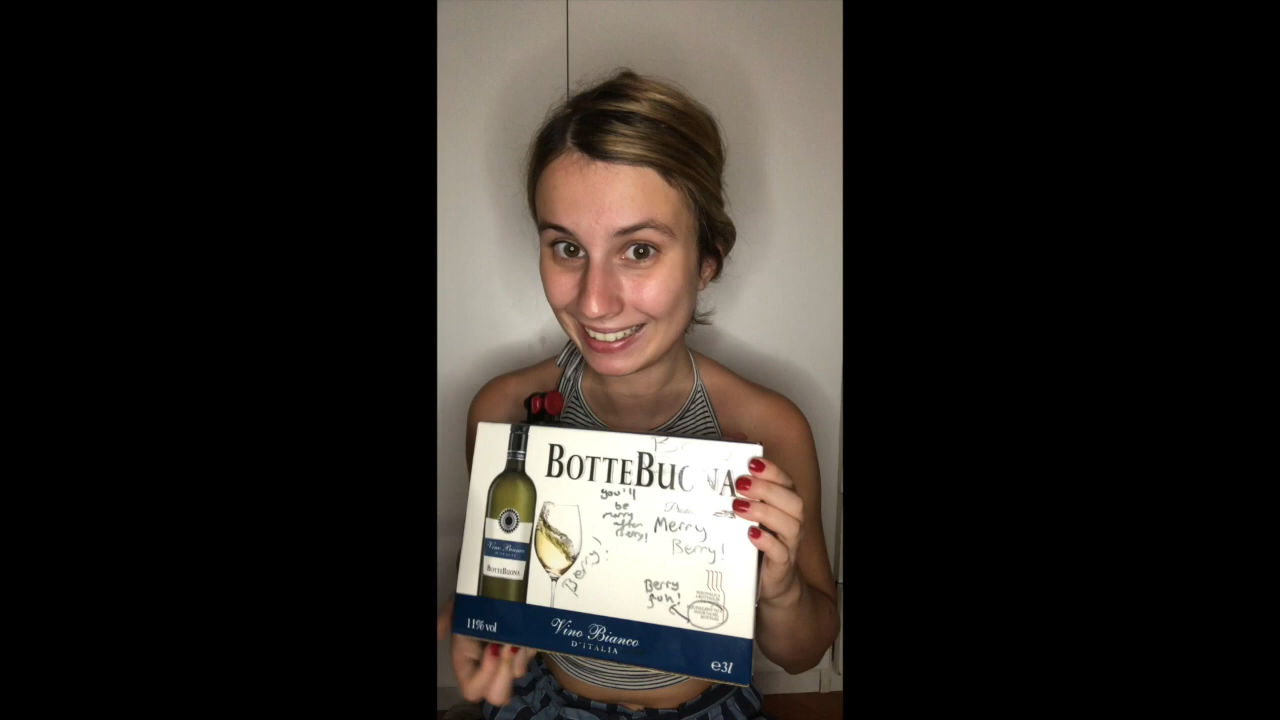 BOTTEBUONA
you'll
be
merry
after
Berry!
Merry
Berry!
Berry!
Berry
fun!
Vino Bianco
D'ITALIA
BOTTEBUONA
11% vol
Vino Bianco
D'ITALIA
e3l